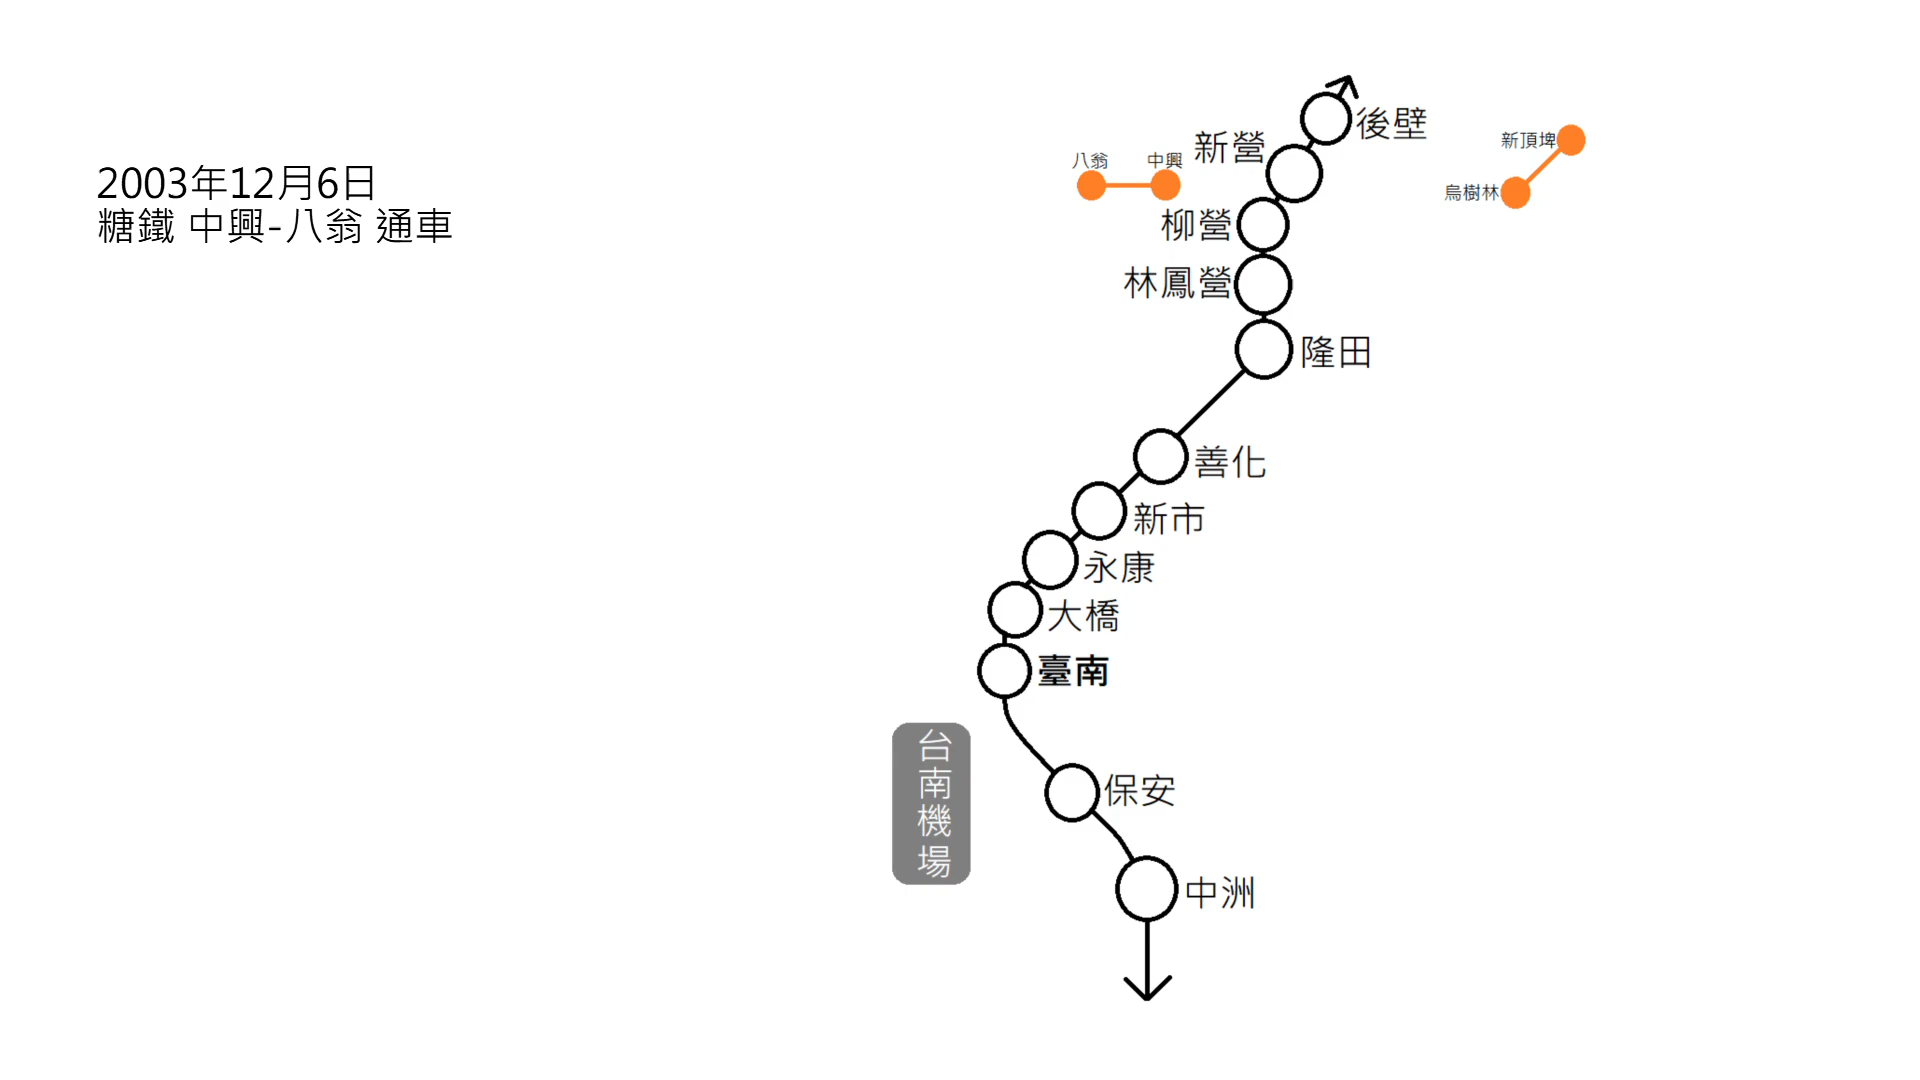 2003年12月6日
糖鐵 中興-八翁 通車
後壁
新營
八翁
中興
新頂埤
烏樹林
柳營
林鳳營
隆田
善化
新市
永康
大橋
臺南
台南機場
保安
中洲